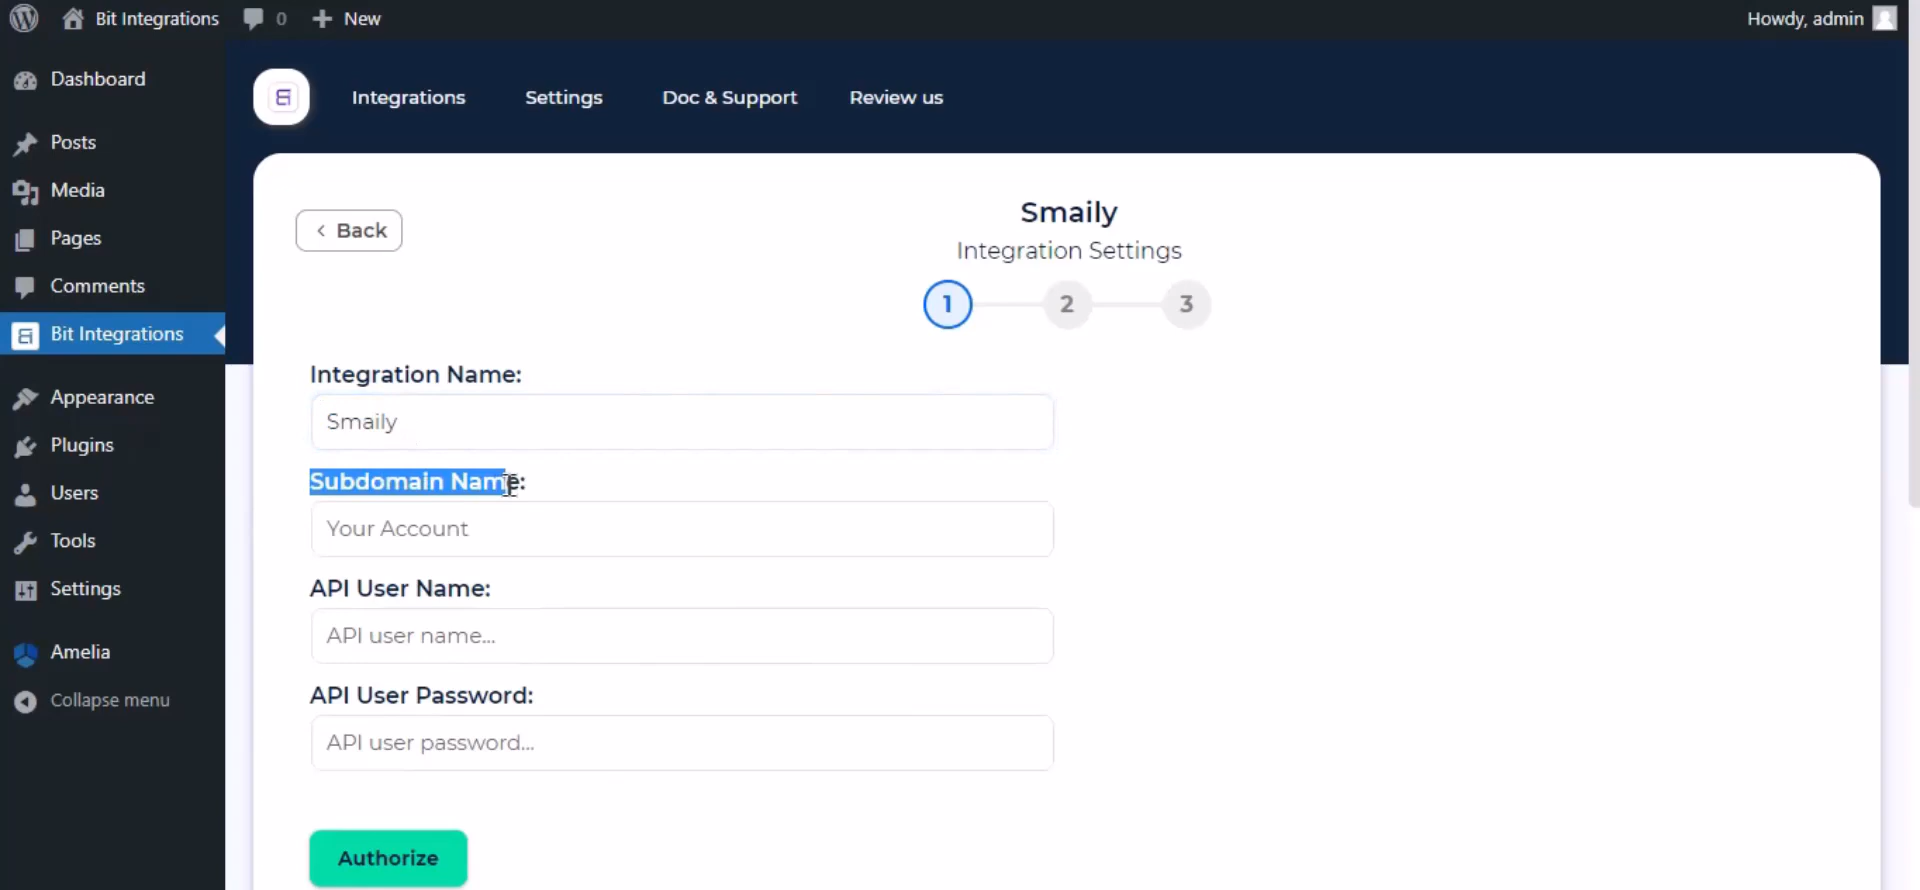 Bit Integrations
0
New
Howdy, admin
Dashboard
Posts
Media
Pages
Comments
Bit Integrations
Appearance
Plugins
Users
Tools
Settings
Amelia
Collapse menu
Integrations
Settings
Doc & Support
Review us
Back
Smaily
Integration Settings
1
2
3
Integration Name:
Smaily
Subdomain Name:
Your Account
API User Name:
API user name...
API User Password:
API user password...
Authorize